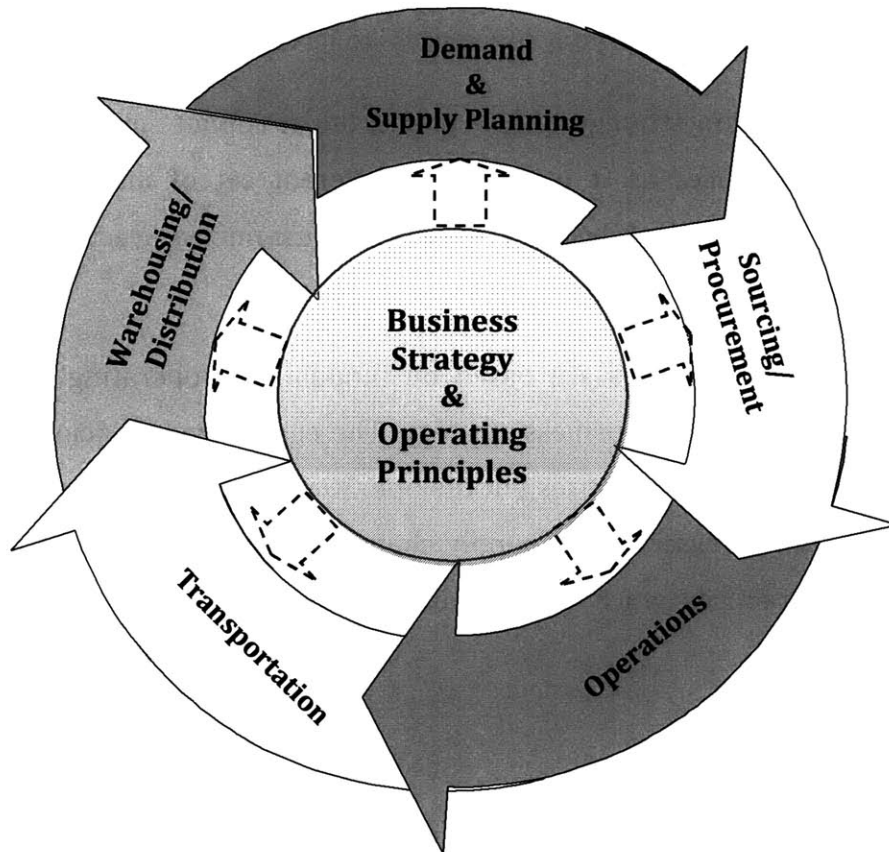 Demand
&
Supply Planning
Sourcing/
Procurement
Operations
Transportation
Warehousing/
Distribution
Business
Strategy
&
Operating
Principles